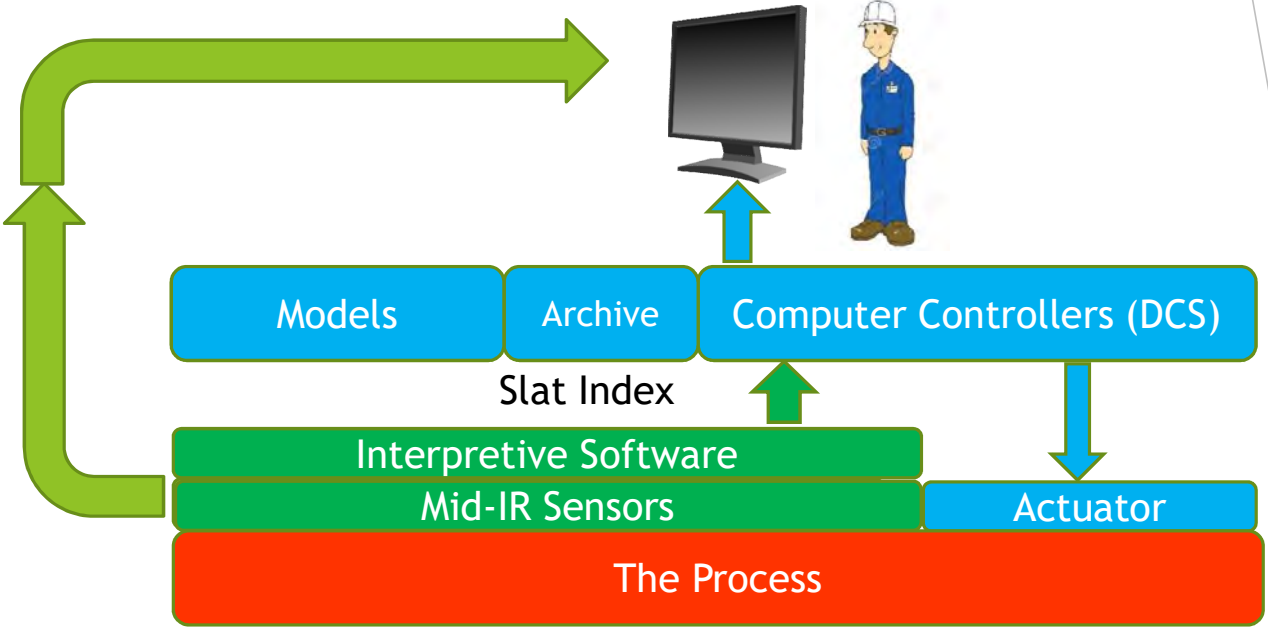 Models
Archive
Computer Controllers (DCS)
Slat Index
Interpretive Software
Mid-IR Sensors
Actuator
The Process